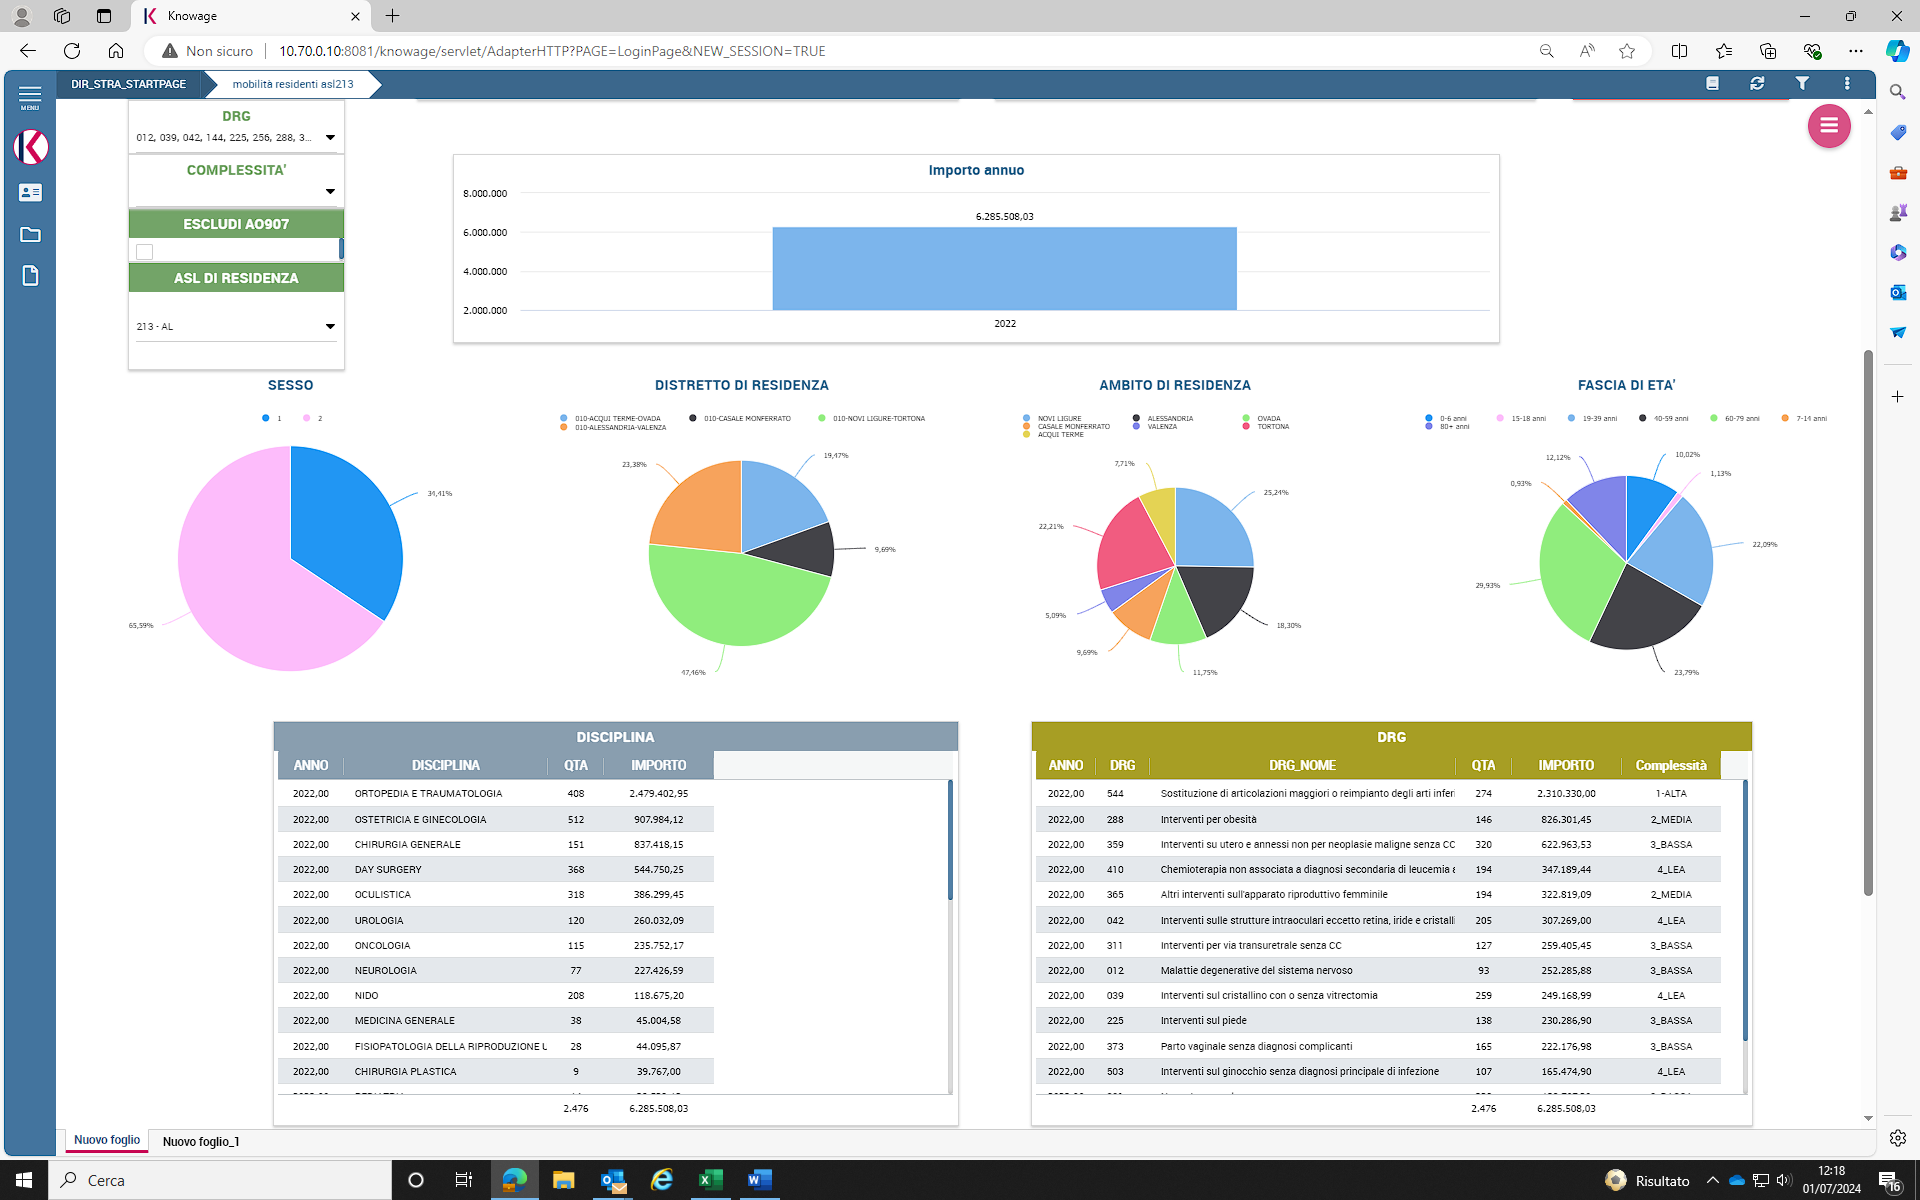 Knowage
Non sicuro
10.70.0.10:8081/knowage/servlet/AdapterHTTP?PAGE=LoginPage&NEW_SESSION=TRUE
MENU
DIR_STRA_STARTPAGE
mobilità residenti asl213
DRG
012, 039, 042, 144, 225, 256, 288, 3...
COMPLESSITA'
ESCLUDI AO907
ASL DI RESIDENZA
213 - AL
Importo annuo
8.000.000
6.285.508,03
6.000.000
4.000.000
2.000.000
2022
SESSO
1 2
34,41%
65,59%
DISTRETTO DI RESIDENZA
010-ACQUI TERME-OVADA 010-CASALE MONFERRATO 010-NOVI LIGURE-TORTONA
010-ALESSANDRIA-VALENZA
23,38%
19,47%
9,69%
47,46%
AMBITO DI RESIDENZA
NOVI LIGURE ALESSANDRIA OVADA
CASALE MONFERRATO VALENZA TORTONA
ACQUI TERME
7,71%
25,24%
22,21%
5,09%
18,30%
9,69%
11,75%
FASCIA DI ETA'
0-6 anni 15-18 anni 19-39 anni 40-59 anni 60-79 anni 7-14 anni
80+ anni
12,12%
10,02%
1,13%
0,93%
22,09%
29,93%
23,79%
DISCIPLINA
ANNO DISCIPLINA QTA IMPORTO
2022,00 ORTOPEDIA E TRAUMATOLOGIA 408 2.479.402,95
2022,00 OSTETRICIA E GINECOLOGIA 512 907.984,12
2022,00 CHIRURGIA GENERALE 151 837.418,15
2022,00 DAY SURGERY 368 544.750,25
2022,00 OCULISTICA 318 386.299,45
2022,00 UROLOGIA 120 260.032,09
2022,00 ONCOLOGIA 115 235.752,17
2022,00 NEUROLOGIA 77 227.426,59
2022,00 NIDO 208 118.675,20
2022,00 MEDICINA GENERALE 38 45.004,58
2022,00 FISIOPATOLOGIA DELLA RIPRODUZIONE U 28 44.095,87
2022,00 CHIRURGIA PLASTICA 9 39.767,00
2.476 6.285.508,03
DRG
ANNO DRG DRG_NOME QTA IMPORTO Complessità
2022,00 544 Sostituzione di articolazioni maggiori o reimpianto degli arti inferi 274 2.310.330,00 1-ALTA
2022,00 288 Interventi per obesità 146 826.301,45 2_MEDIA
2022,00 359 Interventi su utero e annessi non per neoplasie maligne senza CC 320 622.963,53 3_BASSA
2022,00 410 Chemioterapia non associata a diagnosi secondaria di leucemia a 194 347.189,44 4_LEA
2022,00 365 Altri interventi sull'apparato riproduttivo femminile 194 322.819,09 2_MEDIA
2022,00 042 Interventi sulle strutture intraoculari eccetto retina, iride e cristalli 205 307.269,00 4_LEA
2022,00 311 Interventi per via transuretrale senza CC 127 259.405,45 3_BASSA
2022,00 012 Malattie degenerative del sistema nervoso 93 252.285,88 3_BASSA
2022,00 039 Interventi sul cristallino con o senza vitrectomia 259 249.168,99 4_LEA
2022,00 225 Interventi sul piede 138 230.286,90 3_BASSA
2022,00 373 Parto vaginale senza diagnosi complicanti 165 222.176,98 3_BASSA
2022,00 503 Interventi sul ginocchio senza diagnosi principale di infezione 107 165.474,90 4_LEA
2.476 6.285.508,03
Nuovo foglio
Nuovo foglio_1
Cerca
Risultato
12:18
01/07/2024
16